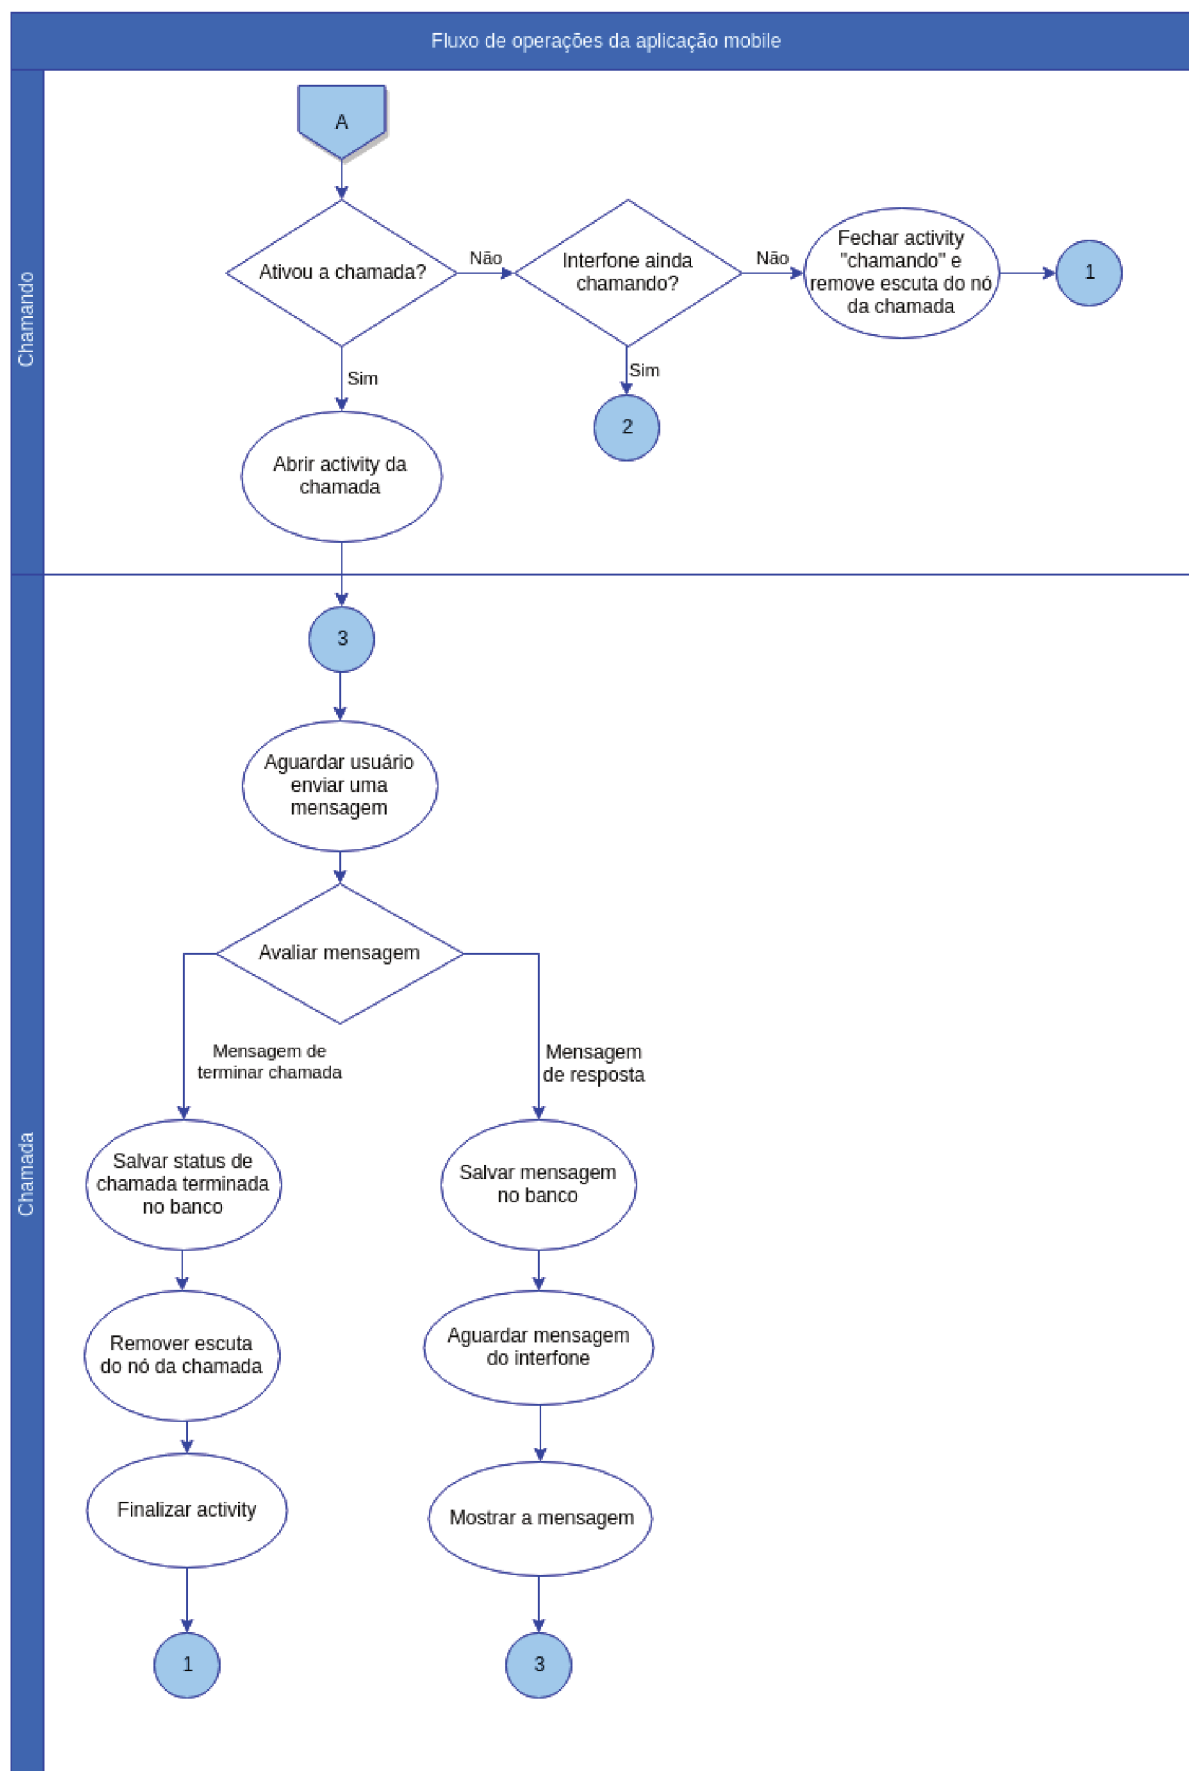 Fluxo de operações da aplicação mobile
Chamando
A
Ativou a chamada?
Não
Interfone ainda
chamando?
Não
Fechar activity
"chamando" e
remove escuta do nó
da chamada
1
Sim
Sim
2
Abrir activity da
chamada
Chamada
3
Aguardar usuário
enviar uma
mensagem
Avaliar mensagem
Mensagem de
terminar chamada
Mensagem
de resposta
Salvar status de
chamada terminada
no banco
Salvar mensagem
no banco
Remover escuta
do nó da chamada
Aguardar mensagem
do interfone
Finalizar activity
Mostrar a mensagem
1
3